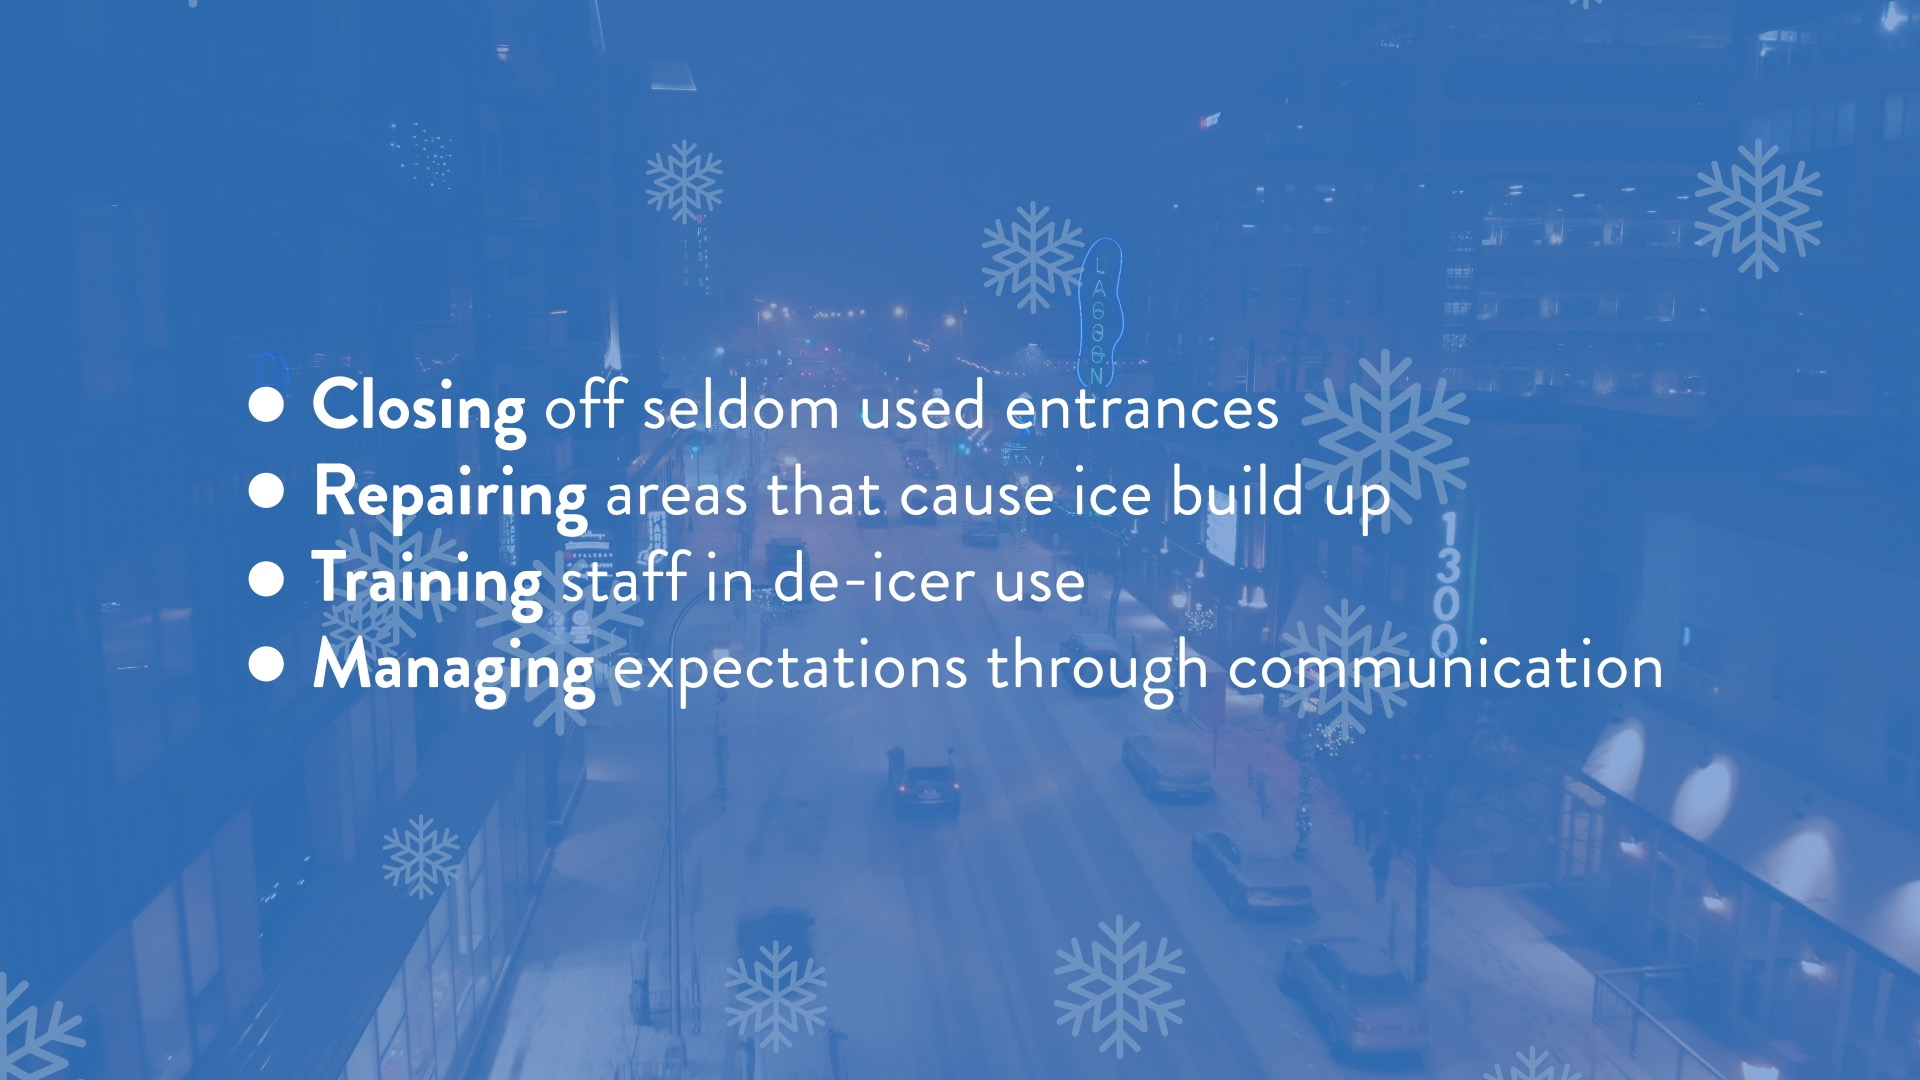 LAGOON
● Closing off seldom used entrances
● Repairing areas that cause ice build up
● Training staff in de-icer use
● Managing expectations through communication
1300